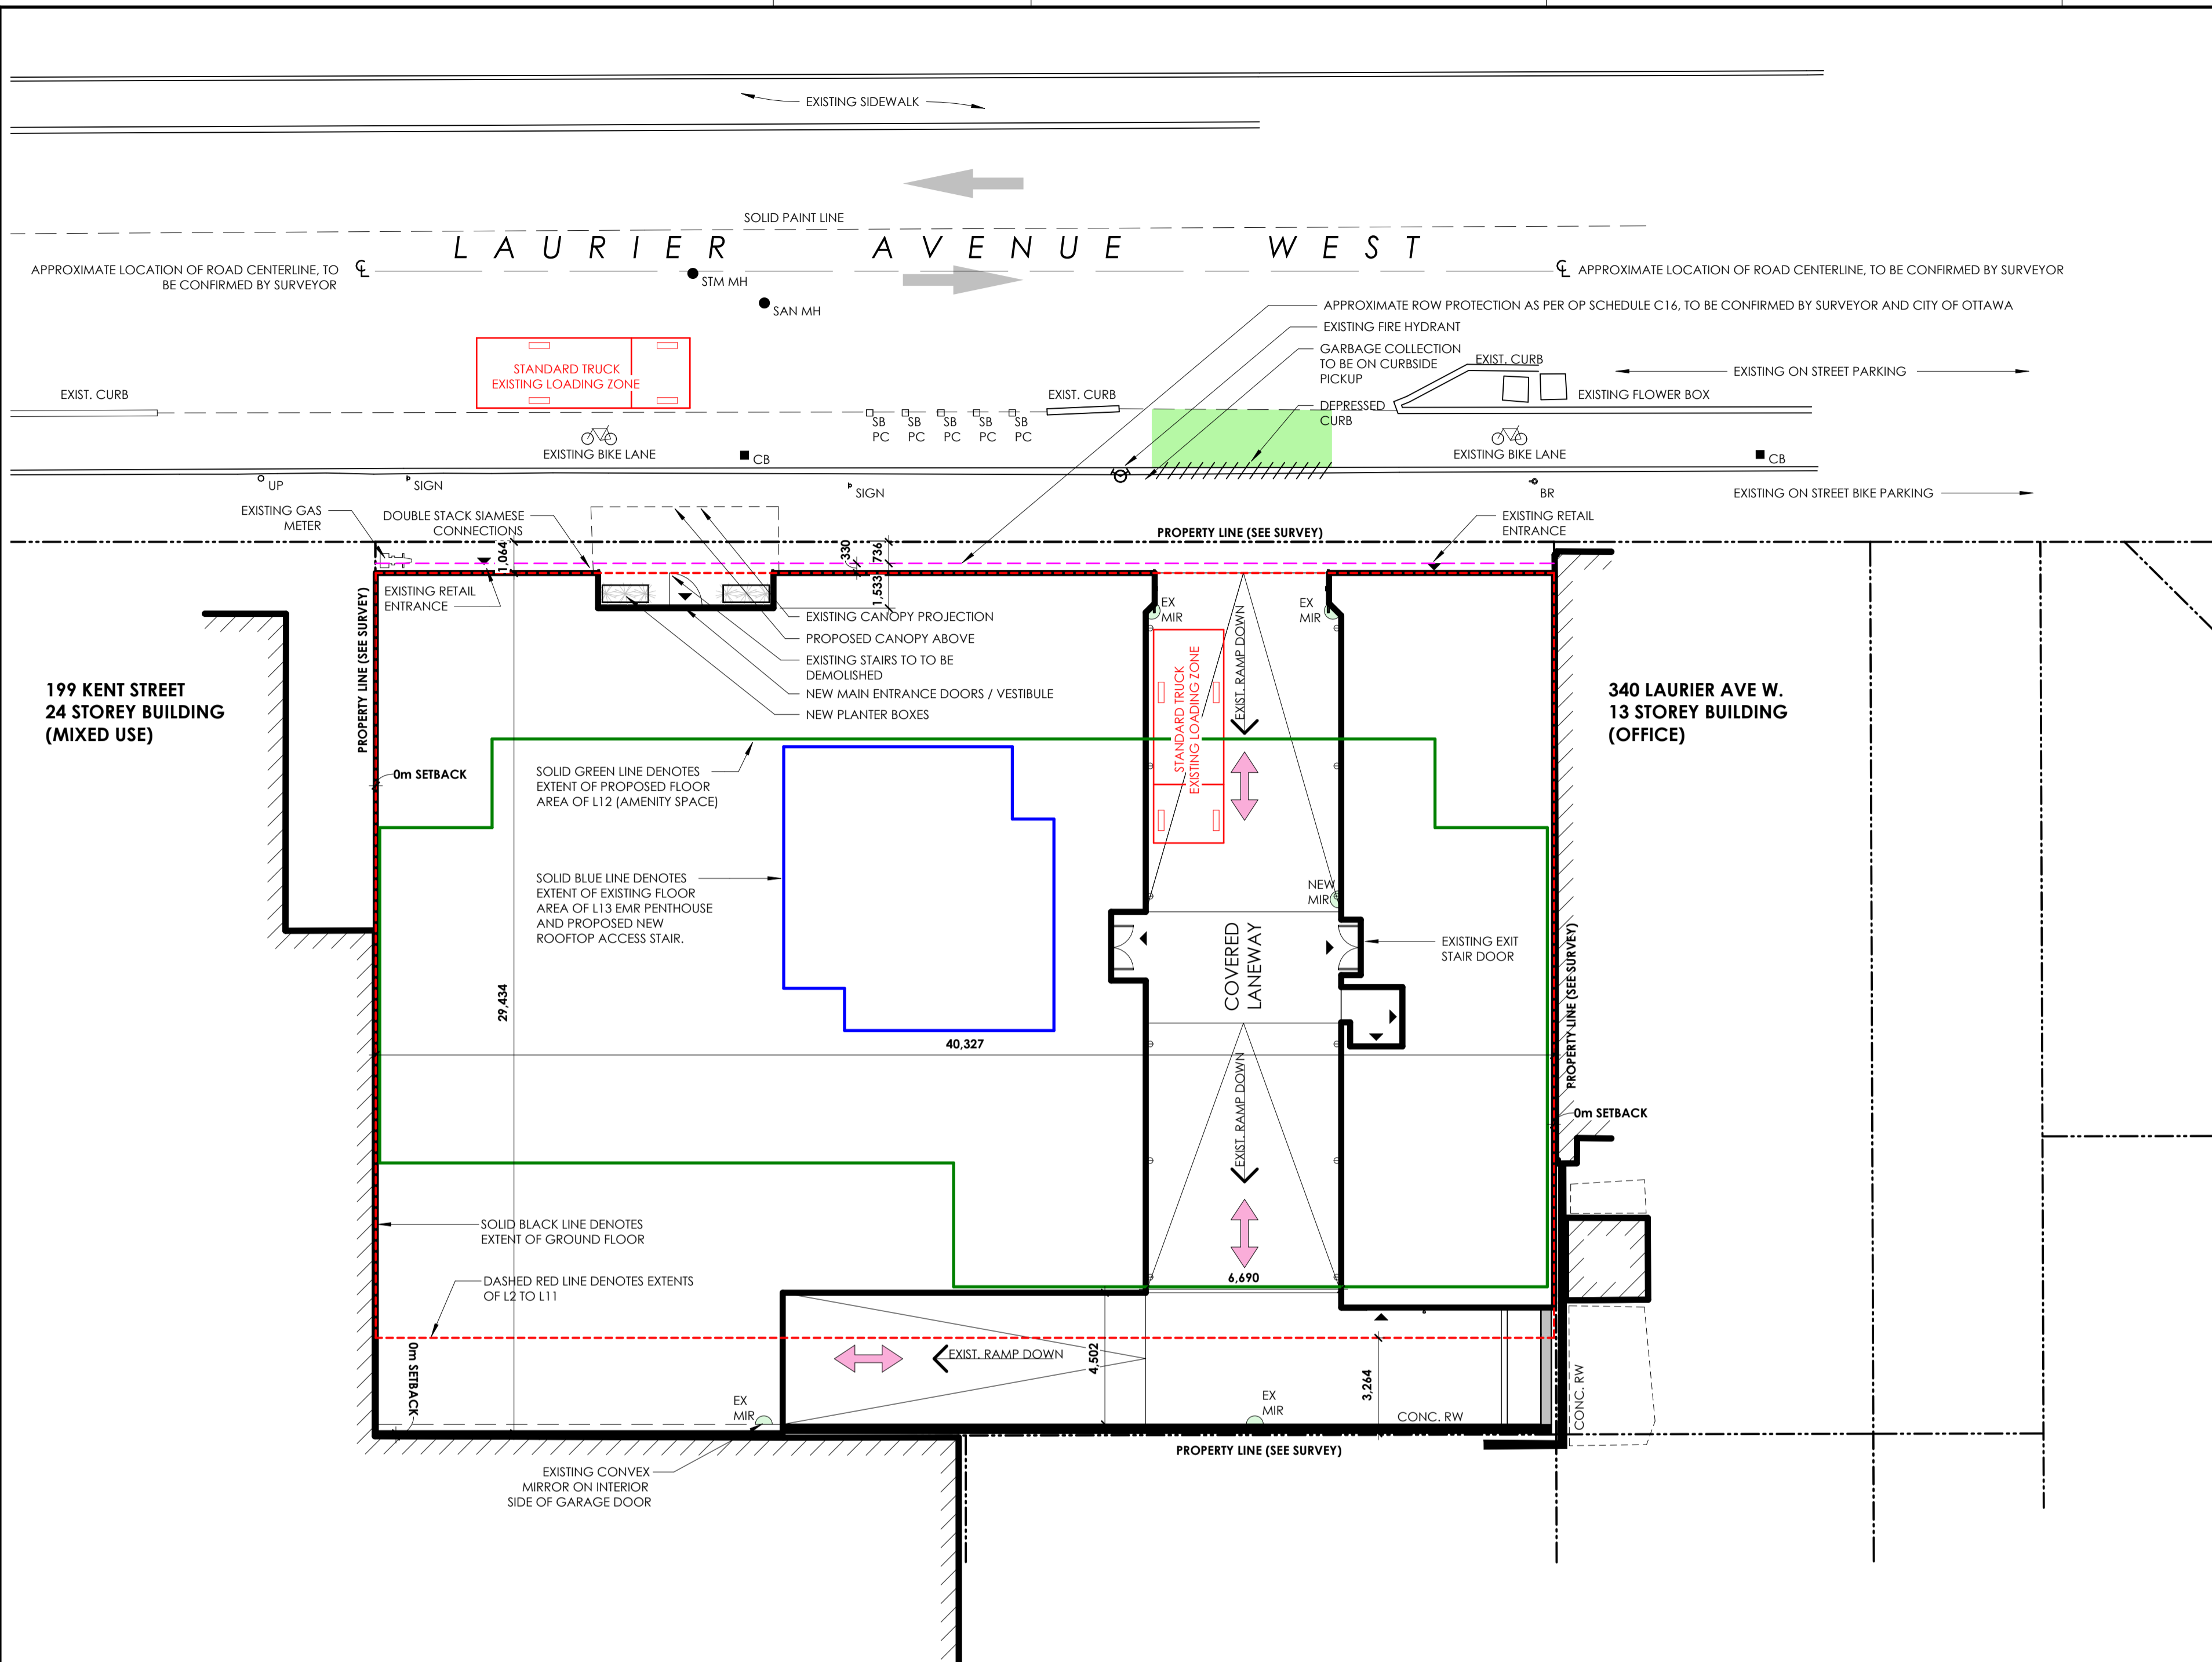 EXISTING SIDEWALK
SOLID PAINT LINE
LAURIER AVENUE WEST
APPROXIMATE LOCATION OF ROAD CENTERLINE, TO
BE CONFIRMED BY SURVEYOR
℄
STM MH
SAN MH
℄
APPROXIMATE LOCATION OF ROAD CENTERLINE, TO BE CONFIRMED BY SURVEYOR
APPROXIMATE ROW PROTECTION AS PER OP SCHEDULE C16, TO BE CONFIRMED BY SURVEYOR AND CITY OF OTTAWA
EXISTING FIRE HYDRANT
GARBAGE COLLECTION
TO BE ON CURBSIDE
PICKUP
DEPRESSED
CURB
STANDARD TRUCK
EXISTING LOADING ZONE
EXIST. CURB
EXIST. CURB
EXIST. CURB
EXISTING FLOWER BOX
EXISTING ON STREET PARKING
SB
PC
SB
PC
SB
PC
SB
PC
SB
PC
EXISTING BIKE LANE
CB
EXISTING BIKE LANE
CB
UP
SIGN
SIGN
BR
EXISTING ON STREET BIKE PARKING
EXISTING GAS
METER
DOUBLE STACK SIAMESE
CONNECTIONS
PROPERTY LINE (SEE SURVEY)
EXISTING RETAIL
ENTRANCE
1,064
330
736
1,533
EXISTING RETAIL
ENTRANCE
EXISTING CANOPY PROJECTION
PROPOSED CANOPY ABOVE
EXISTING STAIRS TO TO BE
DEMOLISHED
NEW MAIN ENTRANCE DOORS / VESTIBULE
NEW PLANTER BOXES
EX
MIR
EX
MIR
EXIST. RAMP DOWN
STANDARD TRUCK
EXISTING LOADING ZONE
PROPERTY LINE (SEE SURVEY)
199 KENT STREET
24 STOREY BUILDING
(MIXED USE)
340 LAURIER AVE W.
13 STOREY BUILDING
(OFFICE)
0m SETBACK
SOLID GREEN LINE DENOTES
EXTENT OF PROPOSED FLOOR
AREA OF L12 (AMENITY SPACE)
SOLID BLUE LINE DENOTES
EXTENT OF EXISTING FLOOR
AREA OF L13 EMR PENTHOUSE
AND PROPOSED NEW
ROOFTOP ACCESS STAIR.
NEW
MIR
COVERED
LANEWAY
EXISTING EXIT
STAIR DOOR
PROPERTY LINE (SEE SURVEY)
29,434
40,327
EXIST. RAMP DOWN
0m SETBACK
SOLID BLACK LINE DENOTES
EXTENT OF GROUND FLOOR
DASHED RED LINE DENOTES EXTENTS
OF L2 TO L11
6,690
0m SETBACK
EXIST. RAMP DOWN
4,502
3,264
EX
MIR
EX
MIR
CONC. RW
CONC. RW
PROPERTY LINE (SEE SURVEY)
EXISTING CONVEX
MIRROR ON INTERIOR
SIDE OF GARAGE DOOR